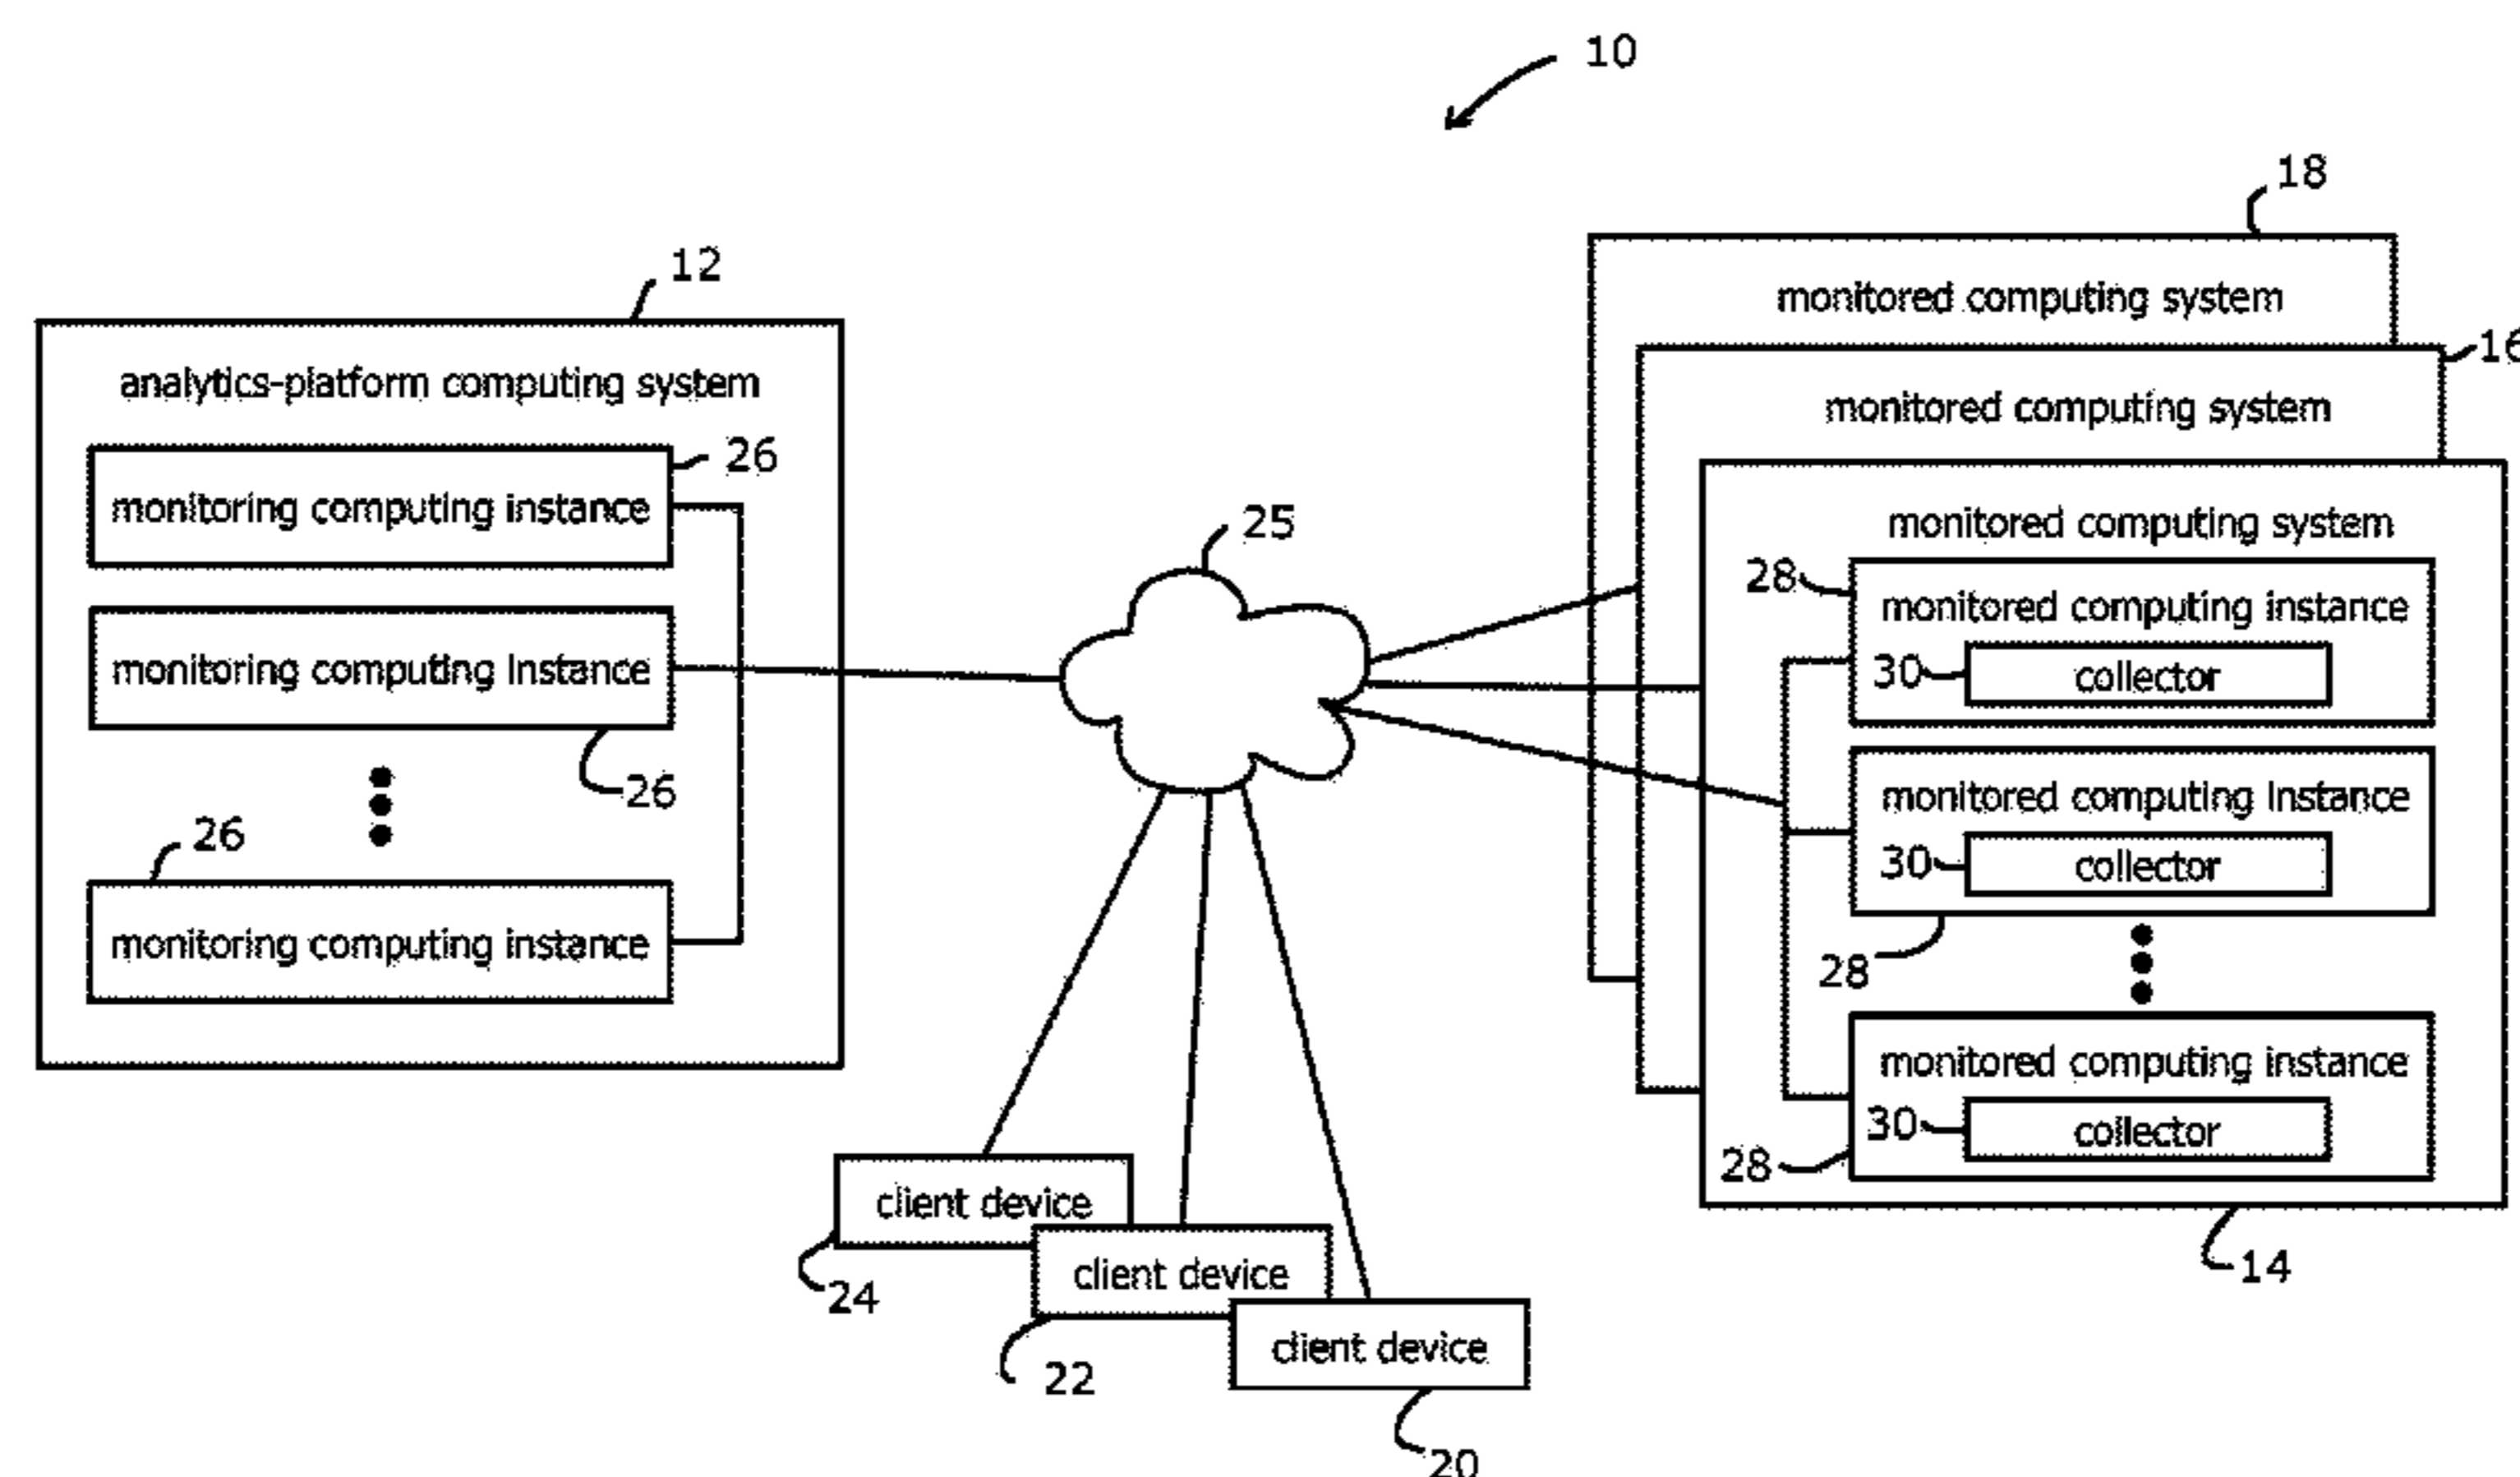 10
18
12
monitored computing system
16
analytics-platform computing system
monitored computing system
26
monitoring computing instance
25
monitored computing system
28
monitored computing instance
30
collector
monitoring computing instance
26
monitored computing instance
30
collector
28
26
monitoring computing instance
monitored computing instance
30
collector
28
client device
24
14
client device
22
client device
20